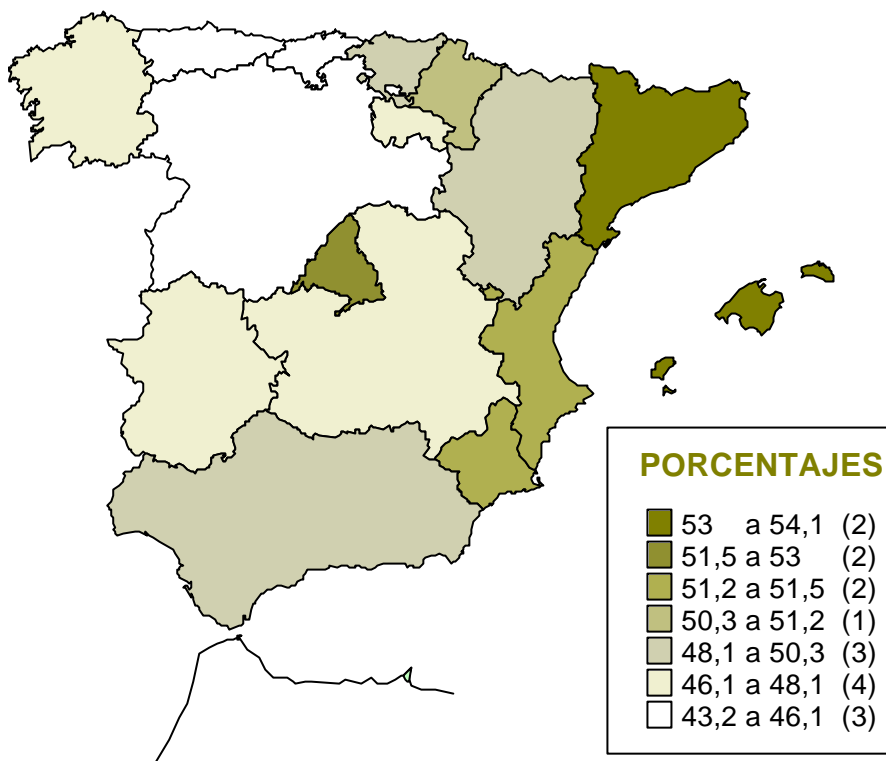 PORCENTAJES
53 a 54,1 (2)
51,5 a 53 (2)
51,2 a 51,5 (2)
50,3 a 51,2 (1)
48,1 a 50,3 (3)
46,1 a 48,1 (4)
43,2 a 46,1 (3)